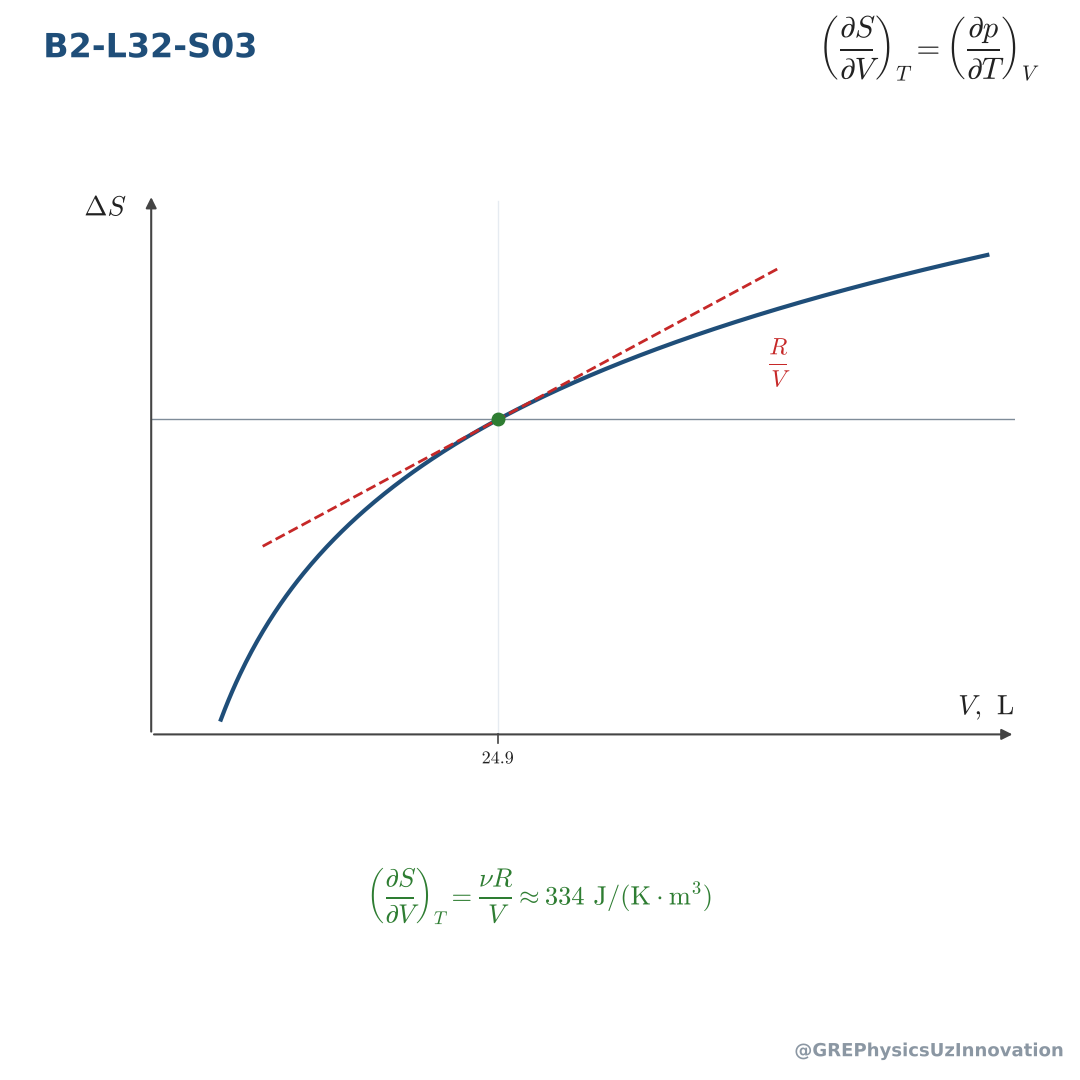 B2-L32-S03
(∂S/∂V)_T = (∂p/∂T)_V
ΔS
R/V
V, L
24.9
(∂S/∂V)_T = νR/V ≈ 334 J/(K · m³)
@GREPhysicsUzInnovation